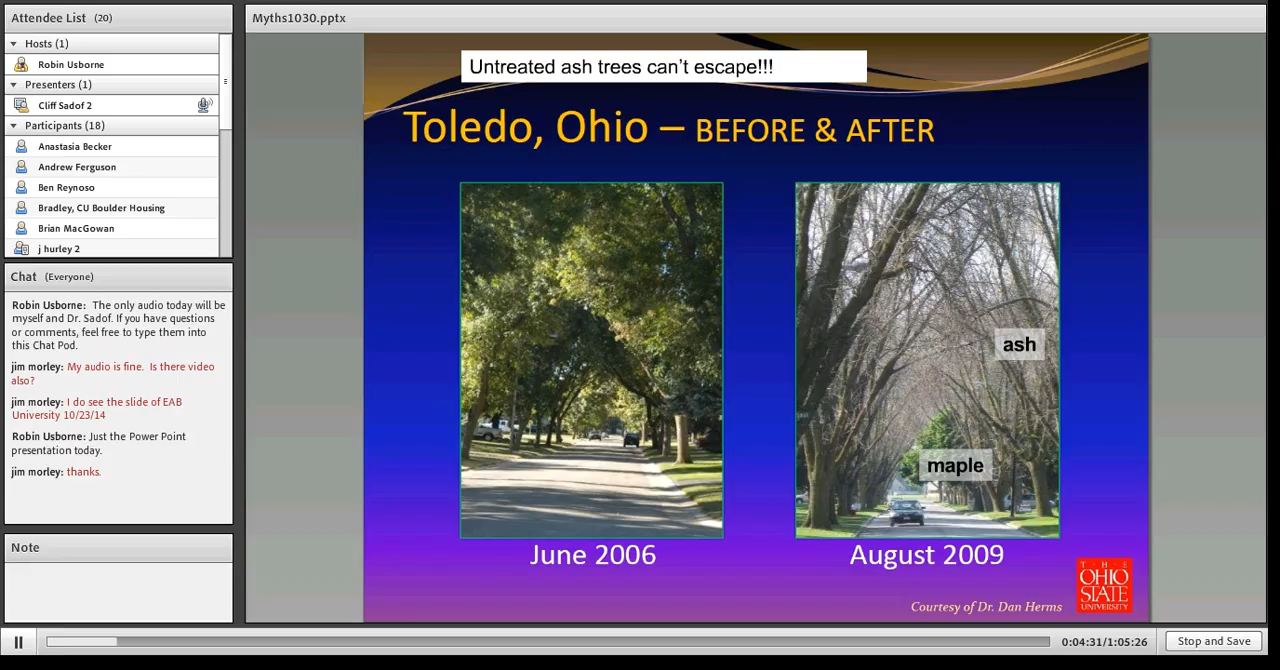 Attendee List (20)
Hosts (1)
Robin Usborne
Presenters (1)
Cliff Sadof 2
Participants (18)
Anastasia Becker
Andrew Ferguson
Ben Reynoso
Bradley, CU Boulder Housing
Brian MacGowan
j hurley 2
Chat (Everyone)
Robin Usborne: The only audio today will be
myself and Dr. Sadof. If you have questions
or comments, feel free to type them into
this Chat Pod.
jim morley: My audio is fine. Is there video
also?
jim morley: I do see the slide of EAB
University 10/23/14
Robin Usborne: Just the Power Point
presentation today.
jim morley: thanks.
Note
Myths1030.pptx
Untreated ash trees can't escape!!!
Toledo, Ohio – BEFORE & AFTER
ash
maple
June 2006
August 2009
T · H · E
OHIO
STATE
UNIVERSITY
Courtesy of Dr. Dan Herms
0:04:31/1:05:26
Stop and Save